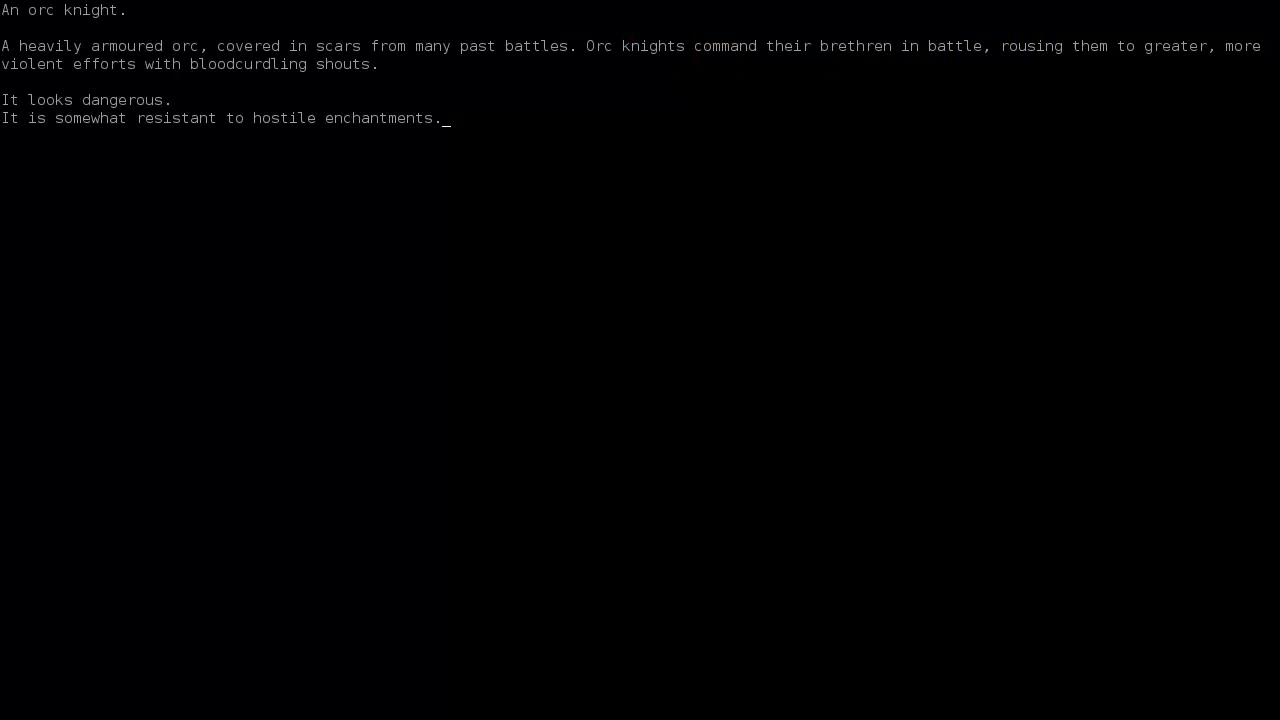 An orc knight.
A heavily armoured orc, covered in scars from many past battles. Orc knights command their brethren in battle, rousing them to greater, more
violent efforts with bloodcurdling shouts.
It looks dangerous.
It is somewhat resistant to hostile enchantments._